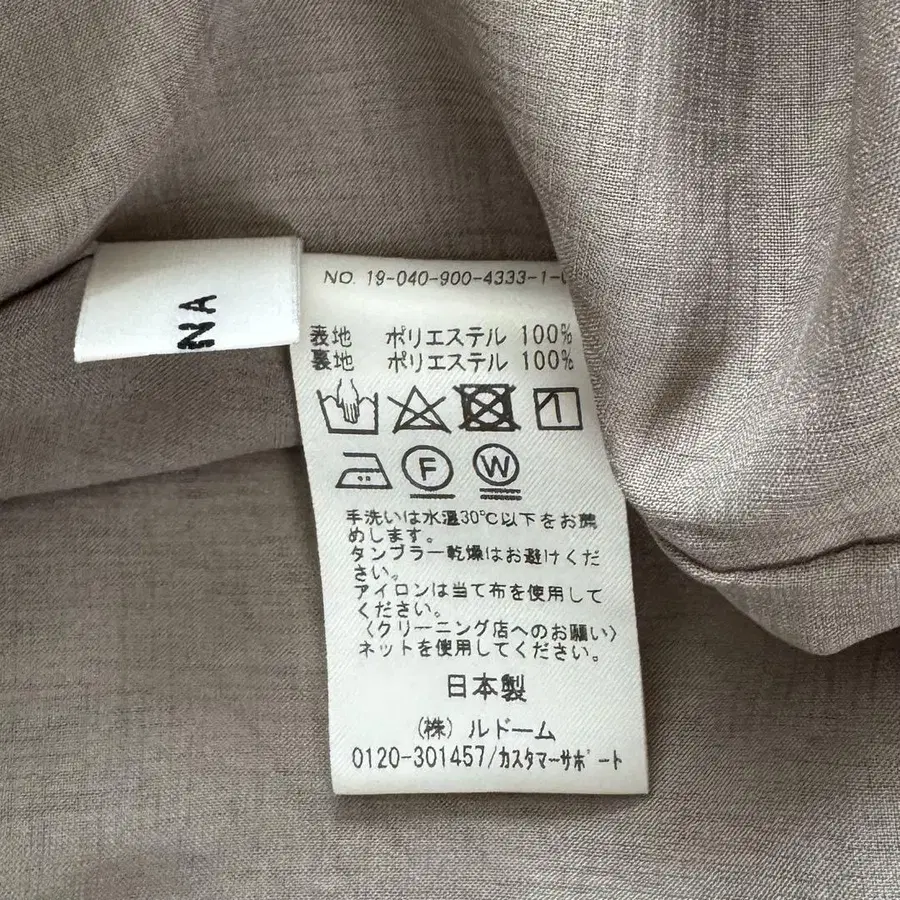 NA
NO. 19-040-900-4333-1-
表地 ポリエステル 100%
裏地 ポリエステル 100%
F
W
手洗いは水温30℃以下をお薦
めします。
タンブラー乾燥はお避けくだ
さい。
アイロンは当て布を使用して
ください。
〈クリーニング店へのお願い〉
ネットを使用してください。
日本製
(株) ルドーム
0120-301457/カスタマーサポート